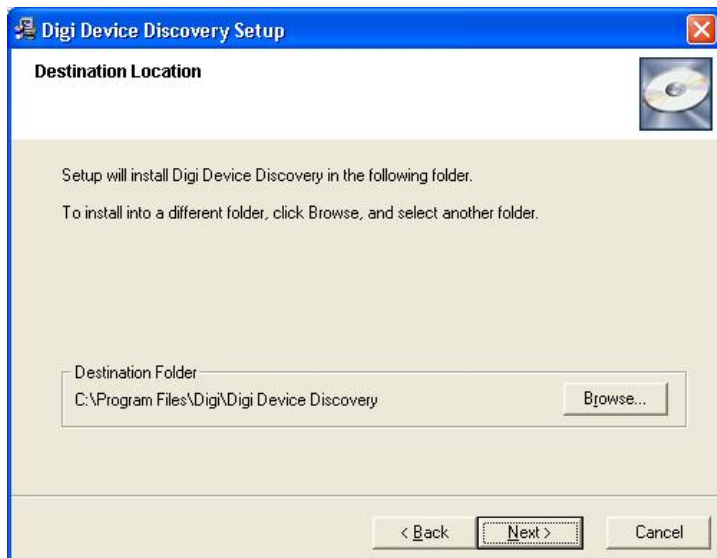 Digi Device Discovery Setup
Destination Location
Setup will install Digi Device Discovery in the following folder.
To install into a different folder, click Browse, and select another folder.
Destination Folder
C:\Program Files\Digi\Digi Device Discovery
Browse...
< Back
Next >
Cancel